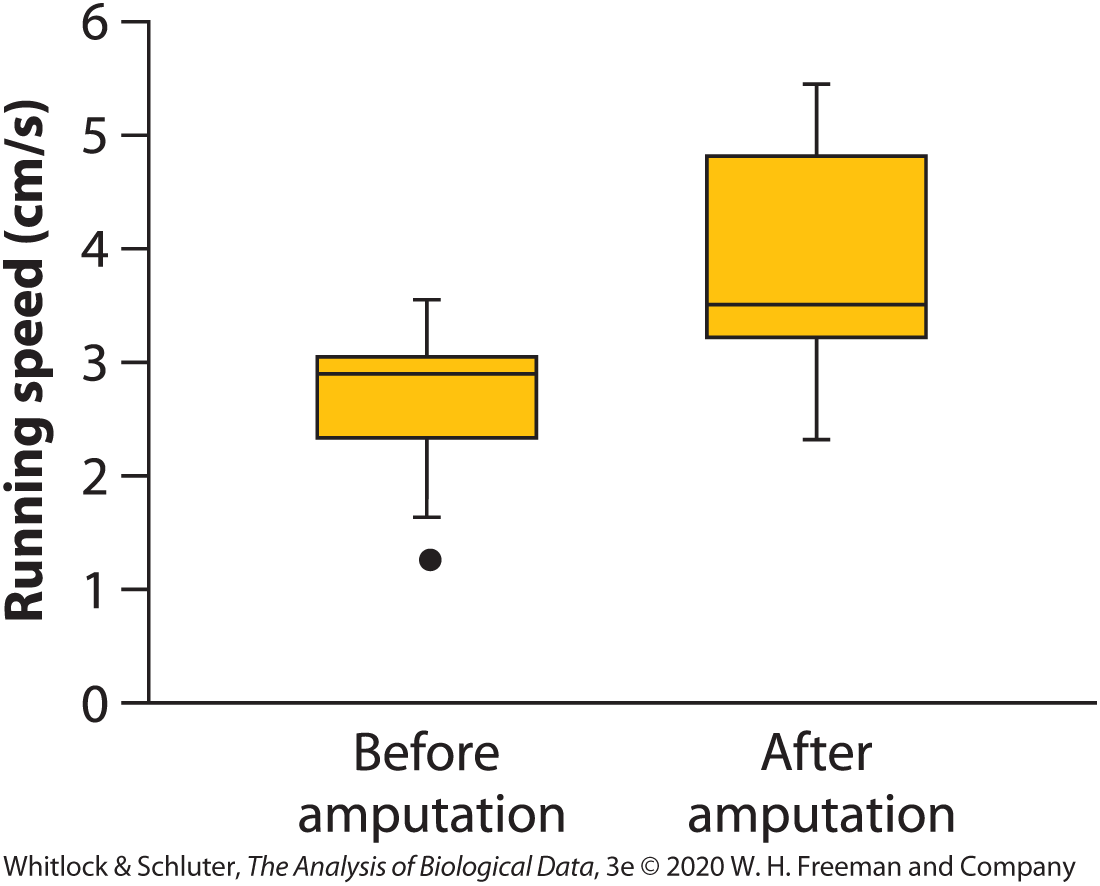 6
5
4
3
2
1
0
Running speed (cm/s)
Before
amputation
After
amputation
Whitlock & Schluter, The Analysis of Biological Data, 3e © 2020 W. H. Freeman and Company